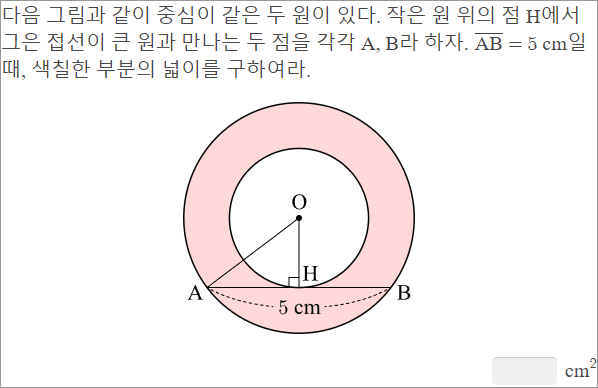 다음 그림과 같이 중심이 같은 두 원이 있다. 작은 원 위의 점 H에서
그은 접선이 큰 원과 만나는 두 점을 각각 A, B라 하자. AB = 5 cm일
때, 색칠한 부분의 넓이를 구하여라.
O
H
A
B
5 cm
cm²